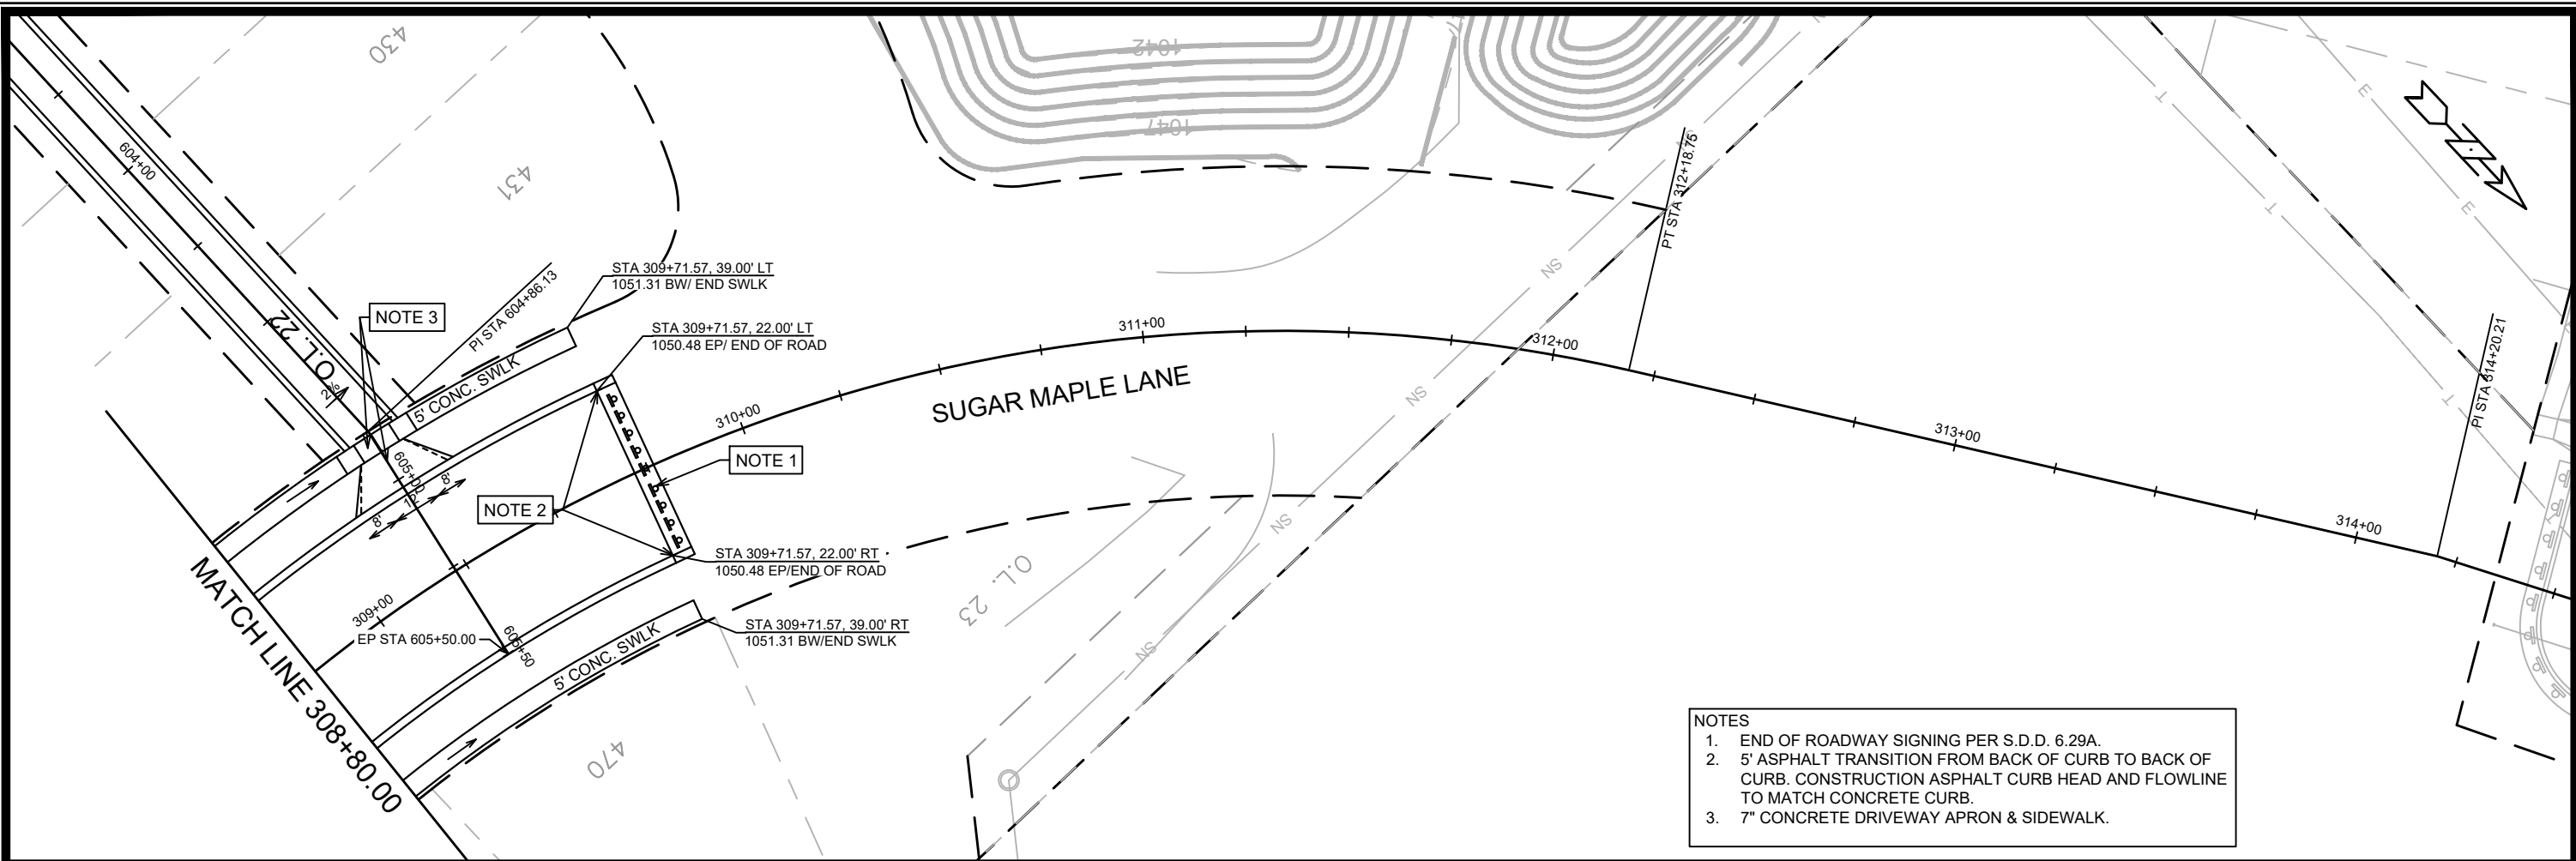 430
1042
1047
431
604+00
PT STA 312+18.75
PI STA 314+20.21
E
E
T
T
T
STA 309+71.57, 39.00' LT
1051.31 BW/ END SWLK
PI STA 604+86.13
NOTE 3
STA 309+71.57, 22.00' LT
1050.48 EP/ END OF ROAD
O.L. 22
2%
5' CONC. SWLK
311+00
312+00
SUGAR MAPLE LANE
310+00
313+00
314+00
SN
SN
SN
SN
605+00
8'
12'
8'
NOTE 1
NOTE 2
STA 309+71.57, 22.00' RT
1050.48 EP/END OF ROAD
O.L. 23
309+00
EP STA 605+50.00
605+50
STA 309+71.57, 39.00' RT
1051.31 BW/END SWLK
5' CONC. SWLK
MATCH LINE 308+80.00
470
NOTES
1. END OF ROADWAY SIGNING PER S.D.D. 6.29A.
2. 5' ASPHALT TRANSITION FROM BACK OF CURB TO BACK OF
CURB. CONSTRUCTION ASPHALT CURB HEAD AND FLOWLINE
TO MATCH CONCRETE CURB.
3. 7" CONCRETE DRIVEWAY APRON & SIDEWALK.